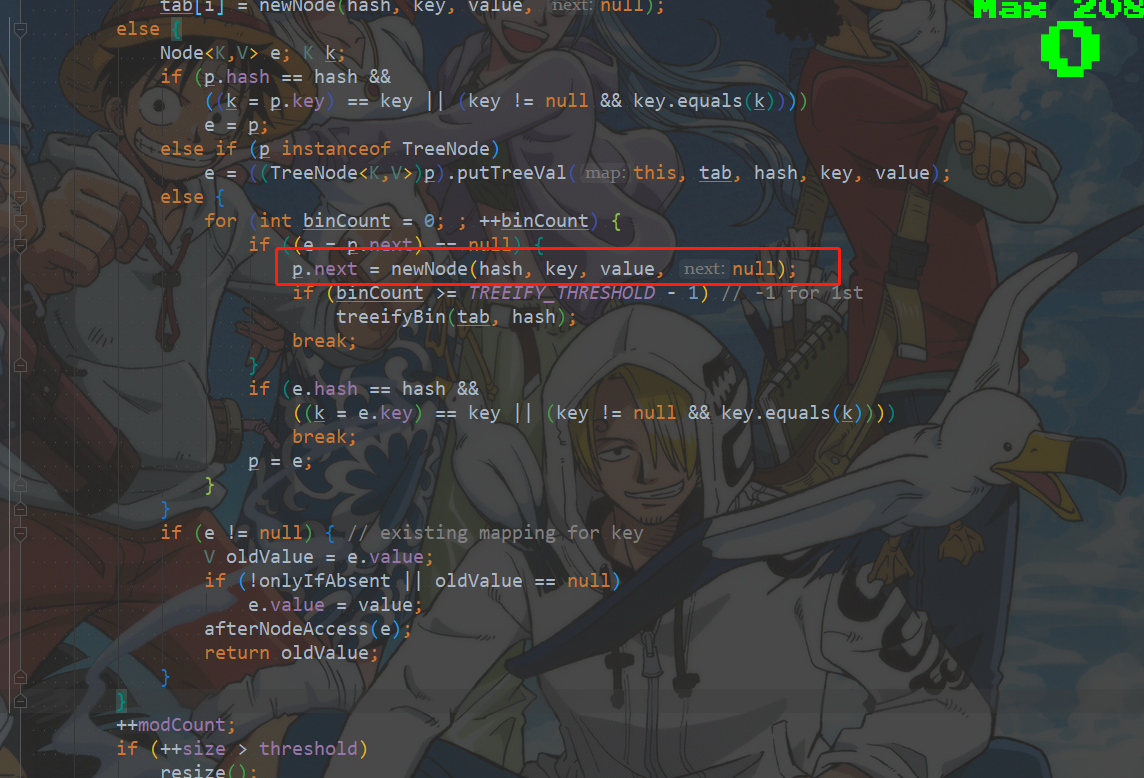 tab[i] = newNode(hash, key, value, next: null);
Max 208
0
else {
Node<K,V> e; K k;
if (p.hash == hash &&
((k = p.key) == key || (key != null && key.equals(k))))
e = p;
else if (p instanceof TreeNode)
e = ((TreeNode<K,V>)p).putTreeVal( map: this, tab, hash, key, value);
else {
for (int binCount = 0; ; ++binCount) {
if ((e = p.next) == null) {
p.next = newNode(hash, key, value, next: null);
if (binCount >= TREEIFY_THRESHOLD - 1) // -1 for 1st
treeifyBin(tab, hash);
break;
}
if (e.hash == hash &&
((k = e.key) == key || (key != null && key.equals(k))))
break;
p = e;
}
}
if (e != null) { // existing mapping for key
V oldValue = e.value;
if (!onlyIfAbsent || oldValue == null)
e.value = value;
afterNodeAccess(e);
return oldValue;
}
}
++modCount;
if (++size > threshold)
resize();